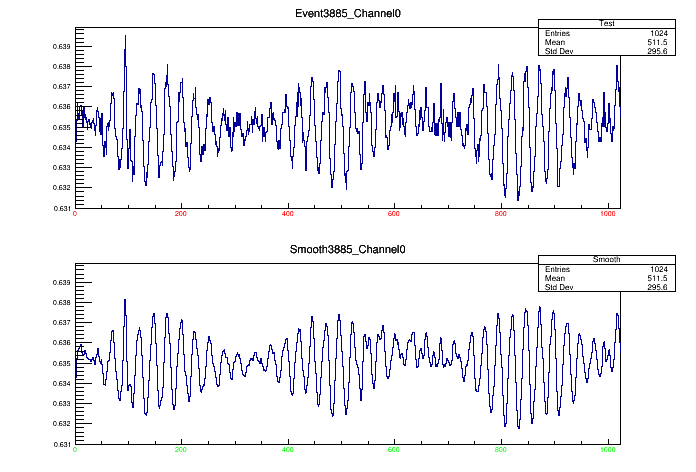 Event3885_Channel0
Test
Entries 1024
Mean 511.5
Std Dev 295.6
0.639
0.638
0.637
0.636
0.635
0.634
0.633
0.632
0.631
0 200 400 600 800 1000
Smooth3885_Channel0
Smooth
Entries 1024
Mean 511.5
Std Dev 295.6
0.639
0.638
0.637
0.636
0.635
0.634
0.633
0.632
0.631
0 200 400 600 800 1000